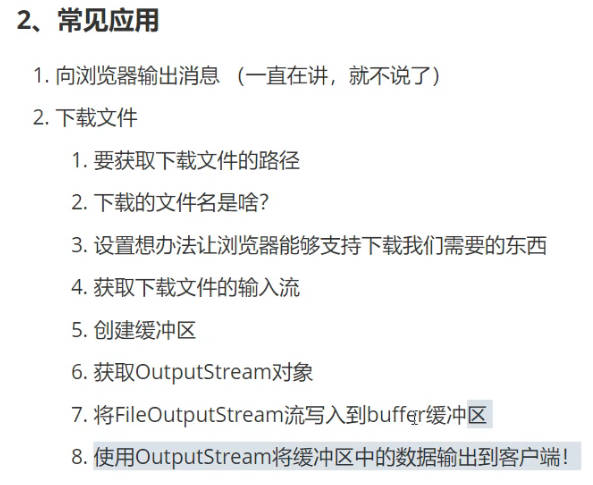 2、常见应用
1. 向浏览器输出消息 （一直在讲，就不说了）
2. 下载文件
1. 要获取下载文件的路径
2. 下载的文件名是啥？
3. 设置想办法让浏览器能够支持下载我们需要的东西
4. 获取下载文件的输入流
5. 创建缓冲区
6. 获取OutputStream对象
7. 将FileOutputStream流写入到buffer缓冲区
8. 使用OutputStream将缓冲区中的数据输出到客户端！